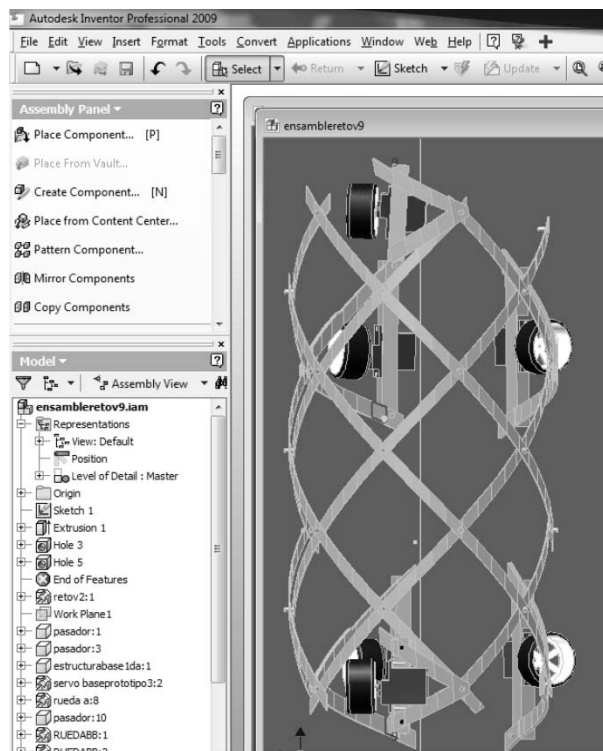 Autodesk Inventor Professional 2009
File Edit View Insert Format Tools Convert Applications Window Web Help
Select Return Sketch Update
Assembly Panel
Place Component... [P]
Place From Vault...
Create Component... [N]
Place from Content Center...
Pattern Component...
Mirror Components
Copy Components
Model
Assembly View
ensambleretov9.iam
Representations
View: Default
Position
Level of Detail : Master
Origin
Sketch 1
Extrusion 1
Hole 3
Hole 5
End of Features
retov2:1
Work Plane1
pasador:1
pasador:3
estructurabase1da:1
servo baseprototipo3:2
rueda a:8
pasador:10
RUEDABB:1
RUEDABB:2
ensambleretov9